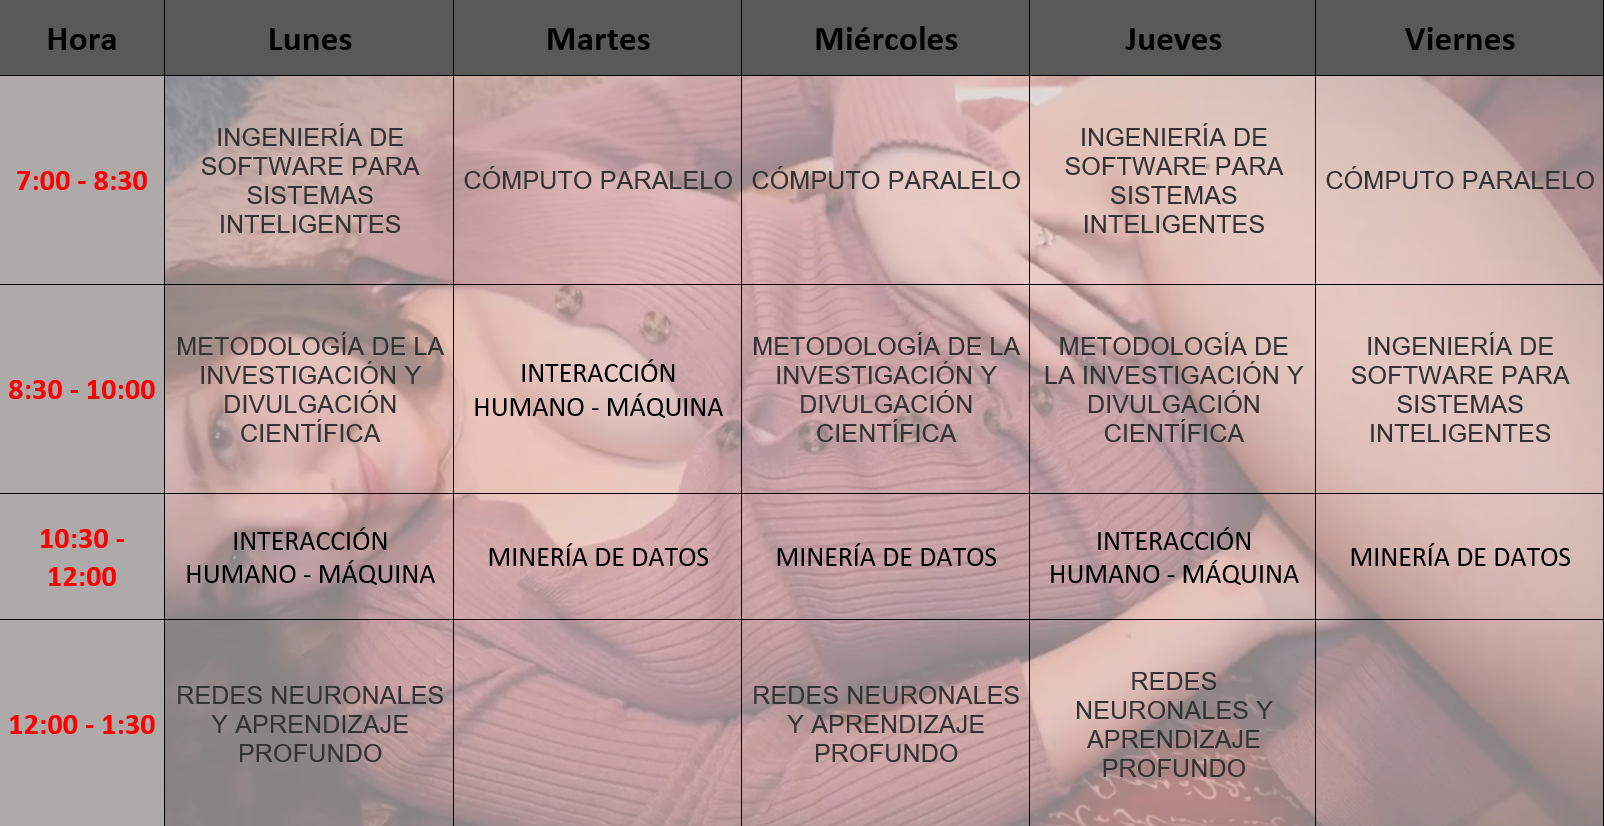 Hora Lunes Martes Miércoles Jueves Viernes
7:00 - 8:30
INGENIERÍA DE
SOFTWARE PARA
SISTEMAS
INTELIGENTES
CÓMPUTO PARALELO
CÓMPUTO PARALELO
INGENIERÍA DE
SOFTWARE PARA
SISTEMAS
INTELIGENTES
CÓMPUTO PARALELO
8:30 - 10:00
METODOLOGÍA DE LA
INVESTIGACIÓN Y
DIVULGACIÓN
CIENTÍFICA
INTERACCIÓN
HUMANO - MÁQUINA
METODOLOGÍA DE LA
INVESTIGACIÓN Y
DIVULGACIÓN
CIENTÍFICA
METODOLOGÍA DE
LA INVESTIGACIÓN Y
DIVULGACIÓN
CIENTÍFICA
INGENIERÍA DE
SOFTWARE PARA
SISTEMAS
INTELIGENTES
10:30 -
12:00
INTERACCIÓN
HUMANO - MÁQUINA
MINERÍA DE DATOS
MINERÍA DE DATOS
INTERACCIÓN
HUMANO - MÁQUINA
MINERÍA DE DATOS
12:00 - 1:30
REDES NEURONALES
Y APRENDIZAJE
PROFUNDO
REDES NEURONALES
Y APRENDIZAJE
PROFUNDO
REDES
NEURONALES Y
APRENDIZAJE
PROFUNDO